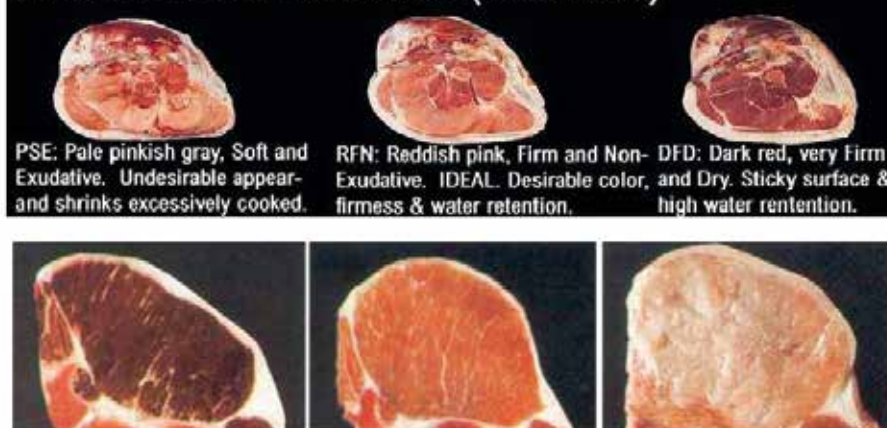 PSE: Pale pinkish gray, Soft and
Exudative. Undesirable appear-
and shrinks excessively cooked.
RFN: Reddish pink, Firm and Non-
Exudative. IDEAL. Desirable color,
firmness & water retention.
DFD: Dark red, very Firm
and Dry. Sticky surface &
high water rentention.